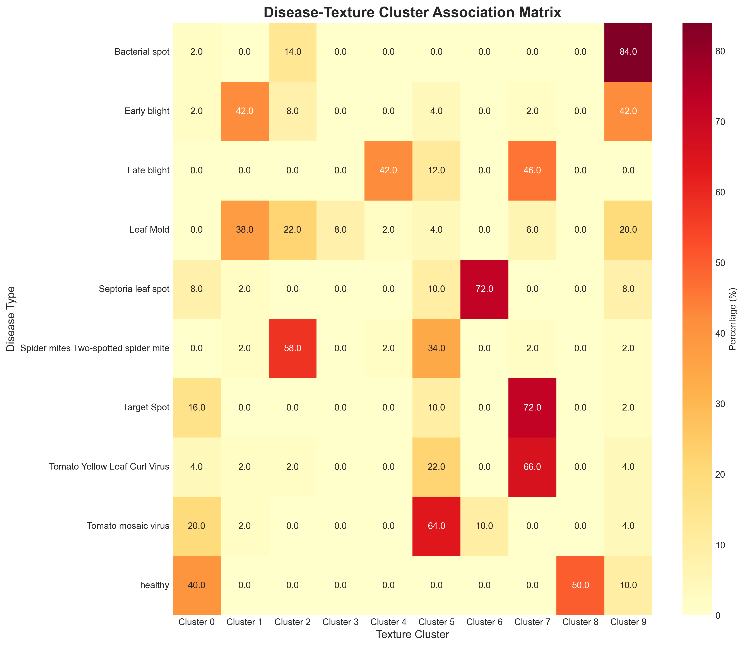 Disease-Texture Cluster Association Matrix
Bacterial spot 2.0 0.0 14.0 0.0 0.0 0.0 0.0 0.0 0.0 84.0
Early blight 2.0 42.0 8.0 0.0 0.0 4.0 0.0 2.0 0.0 42.0
Late blight 0.0 0.0 0.0 0.0 42.0 12.0 0.0 46.0 0.0 0.0
Leaf Mold 0.0 38.0 22.0 8.0 2.0 4.0 0.0 6.0 0.0 20.0
Septoria leaf spot 8.0 2.0 0.0 0.0 0.0 10.0 72.0 0.0 0.0 8.0
Spider mites Two-spotted spider mite 0.0 2.0 58.0 0.0 2.0 34.0 0.0 2.0 0.0 2.0
Target Spot 16.0 0.0 0.0 0.0 0.0 10.0 0.0 72.0 0.0 2.0
Tomato Yellow Leaf Curl Virus 4.0 2.0 2.0 0.0 0.0 22.0 0.0 66.0 0.0 4.0
Tomato mosaic virus 20.0 2.0 0.0 0.0 0.0 64.0 10.0 0.0 0.0 4.0
healthy 40.0 0.0 0.0 0.0 0.0 0.0 0.0 0.0 50.0 10.0
Cluster 0 Cluster 1 Cluster 2 Cluster 3 Cluster 4 Cluster 5 Cluster 6 Cluster 7 Cluster 8 Cluster 9
Texture Cluster
Disease Type
80
70
60
50
40
30
20
10
0
Percentage (%)